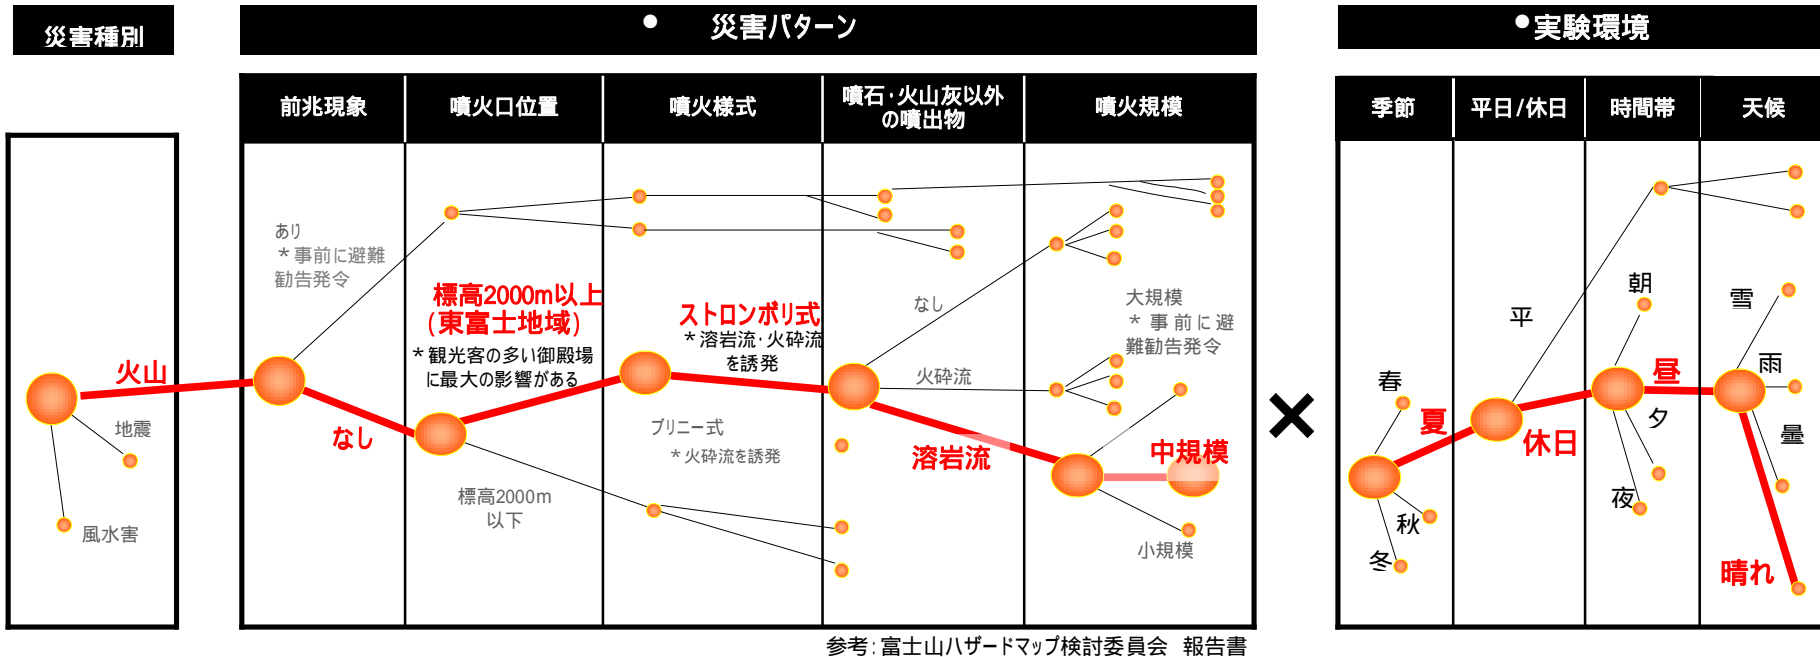 災害種別
● 災害パターン
●実験環境
前兆現象
噴火口位置
噴火様式
噴石・火山灰以外
の噴出物
噴火規模
季節
平日/休日
時間帯
天候
火山
地震
風水害
あり
*事前に避難
勧告発令
なし
標高2000m以上
(東富士地域)
*観光客の多い御殿場
に最大の影響がある
標高2000m
以下
ストロンボリ式
*溶岩流・火砕流
を誘発
プリニー式
*火砕流を誘発
なし
火砕流
溶岩流
大規模
*事前に避
難勧告発令
中規模
小規模
×
春
夏
秋
冬
平
休日
朝
昼
夕
夜
雪
雨
曇
晴れ
参考:富士山ハザードマップ検討委員会 報告書